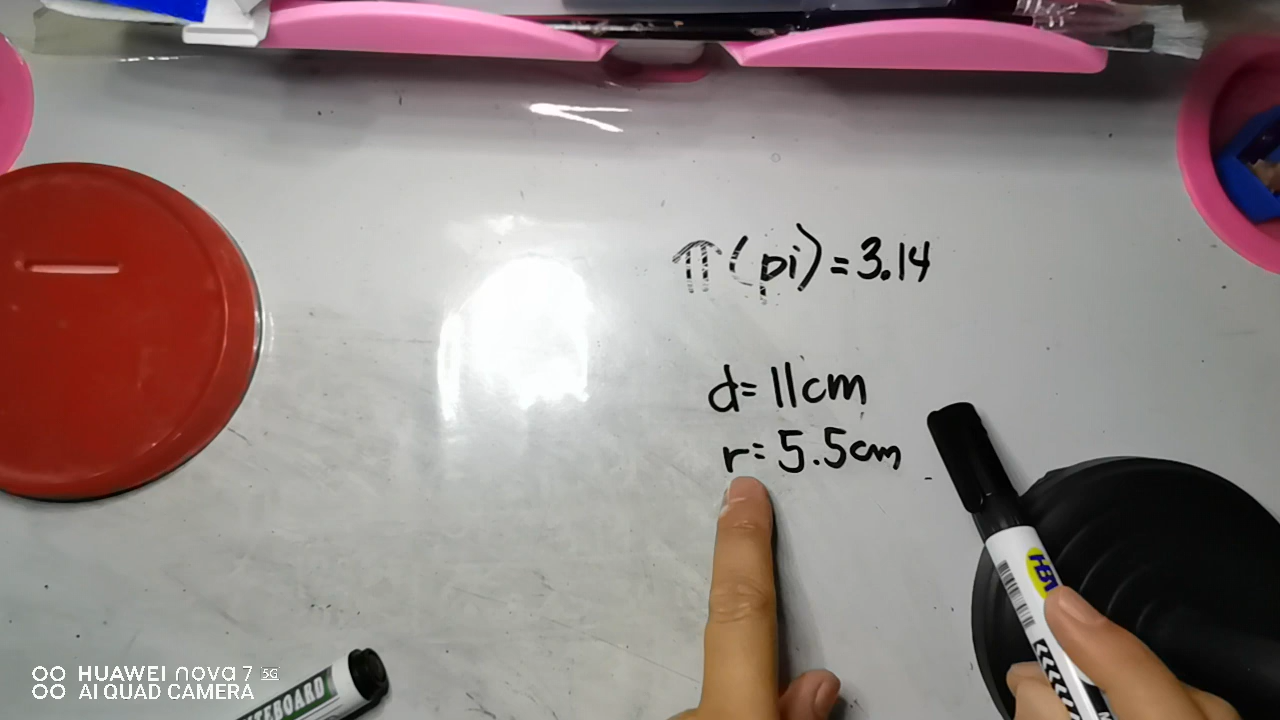 π(pi)=3.14
d=11cm
r=5.5cm
HUAWEI nova 7 5G
AI QUAD CAMERA